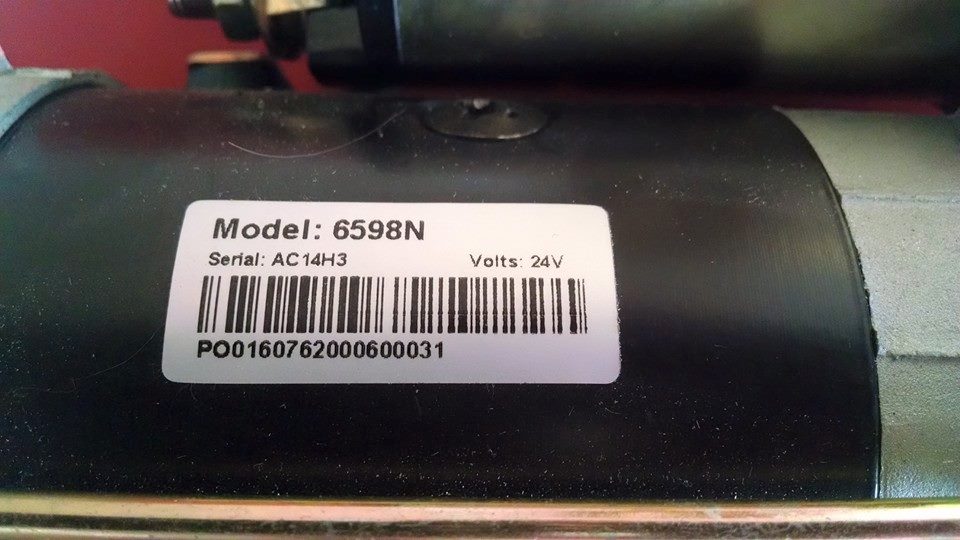 Model: 6598N
Serial: AC14H3 Volts: 24V
PO0160762000600031